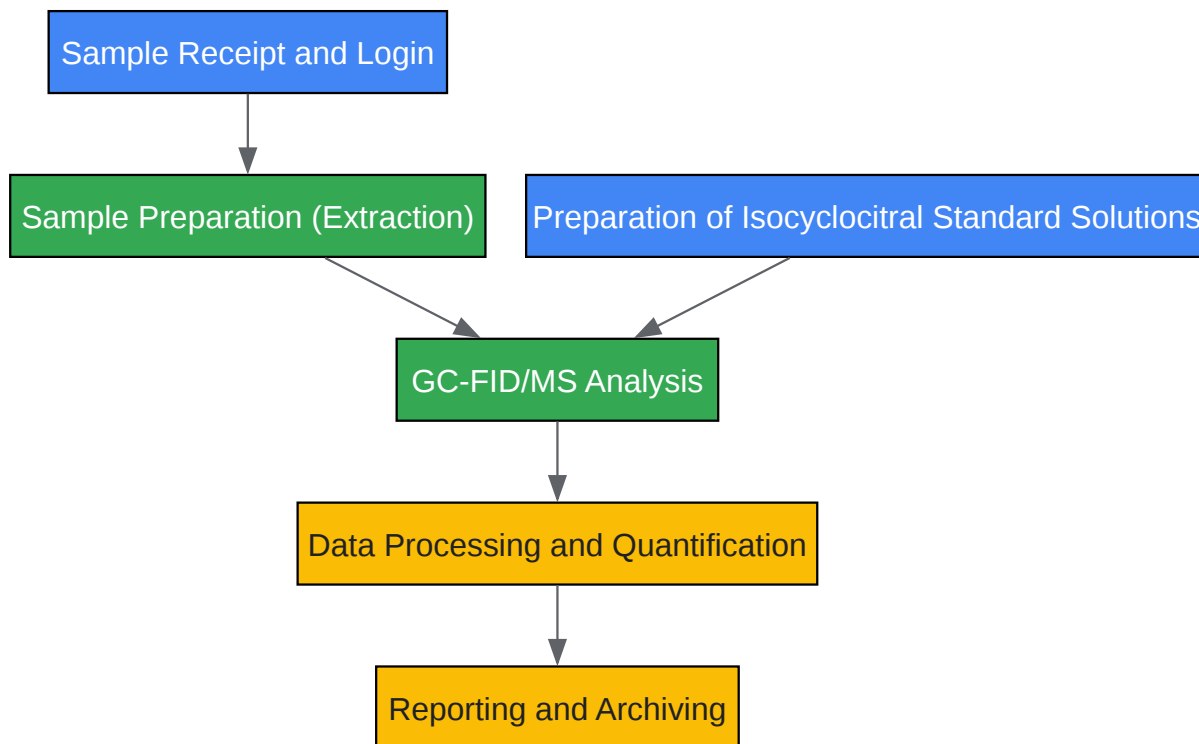 Sample Receipt and Login
Sample Preparation (Extraction)
Preparation of Isocyclocitral Standard Solutions
GC-FID/MS Analysis
Data Processing and Quantification
Reporting and Archiving